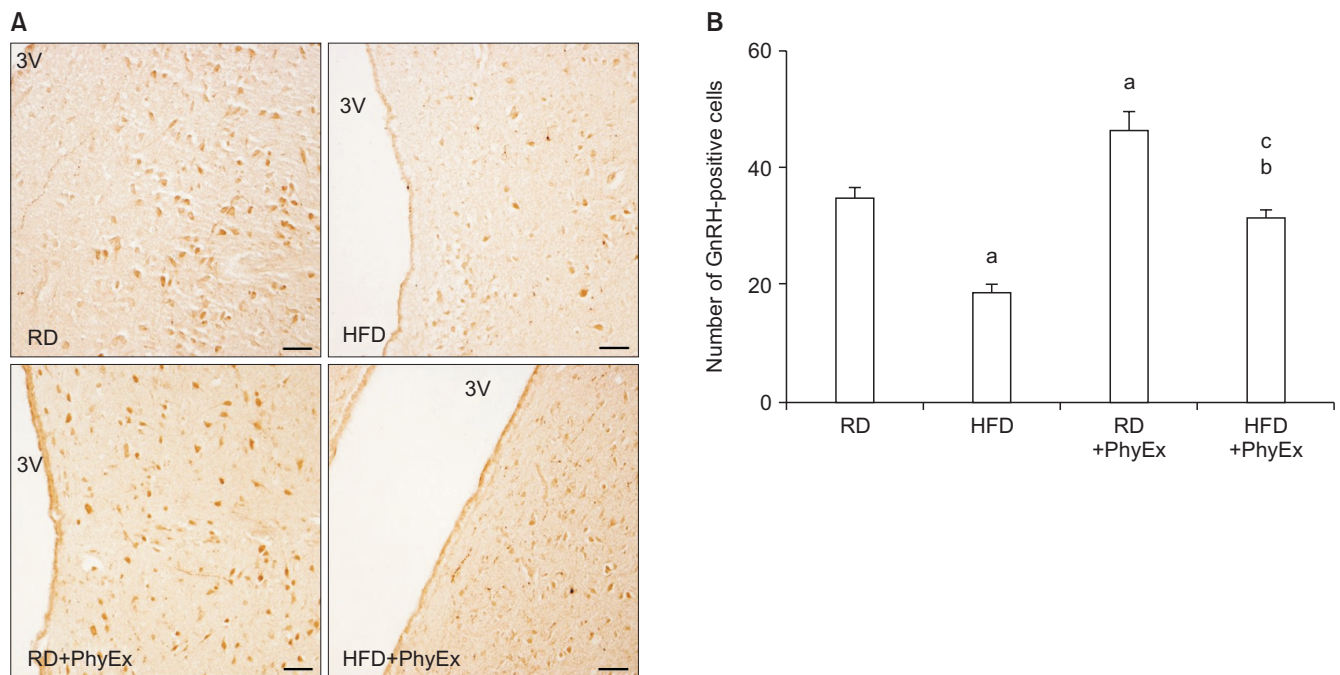 A
3V
RD
3V
HFD
3V
RD+PhyEx
3V
HFD+PhyEx
B
Number of GnRH-positive cells
60
40
20
0
a
a
c
b
RD
HFD
RD
+PhyEx
HFD
+PhyEx